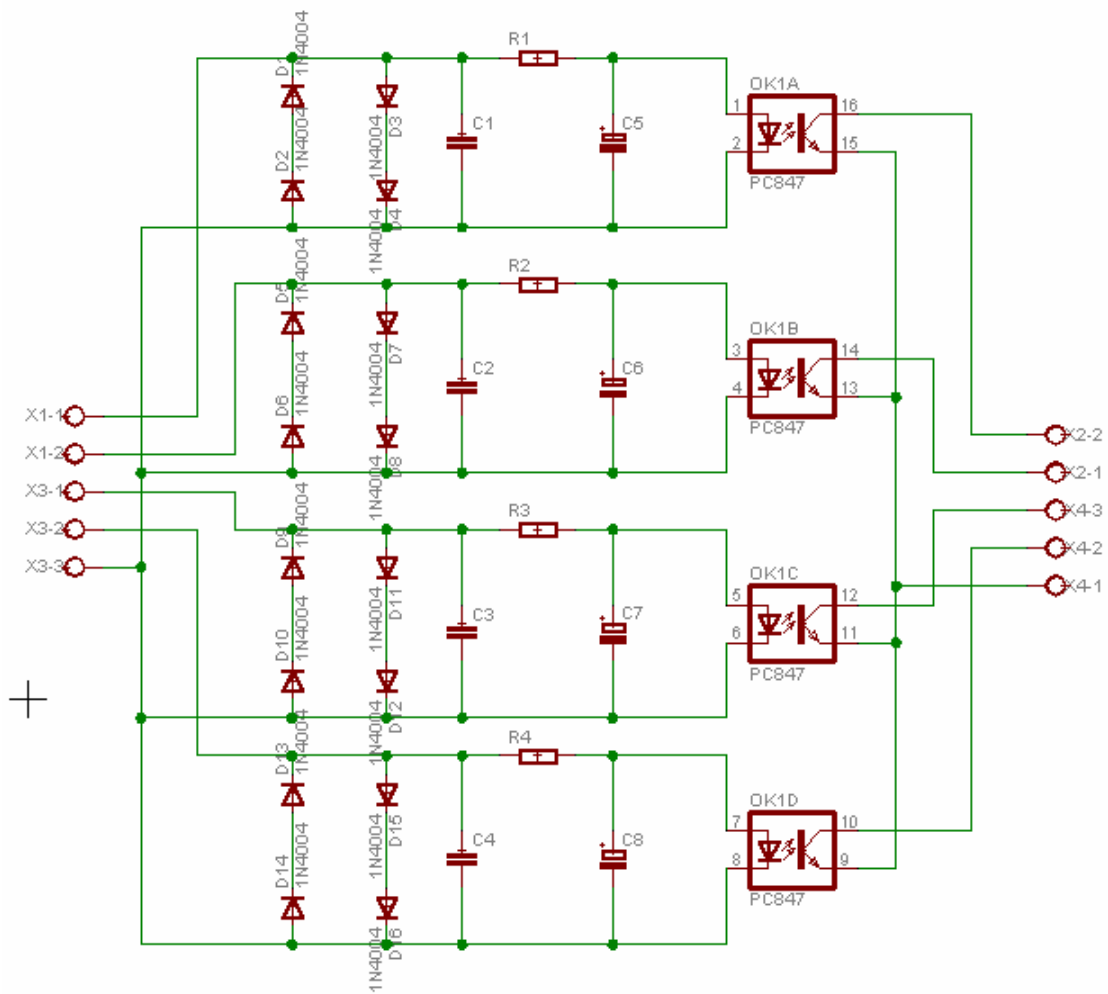 R1
D1
1N4004
D2
1N4004
D3
1N4004
D4
1N4004
C1
C5
OK1A
1
2
16
15
PC847
R2
D5
1N4004
D6
1N4004
D7
1N4004
D8
1N4004
C2
C6
OK1B
3
4
14
13
PC847
X1-1
X1-2
X3-1
X3-2
X3-3
X2-2
X2-1
X4-3
X4-2
X4-1
R3
D9
1N4004
D10
1N4004
D11
1N4004
D12
1N4004
C3
C7
OK1C
5
6
12
11
PC847
R4
D13
1N4004
D14
1N4004
D15
1N4004
D16
1N4004
C4
C8
OK1D
7
8
10
9
PC847